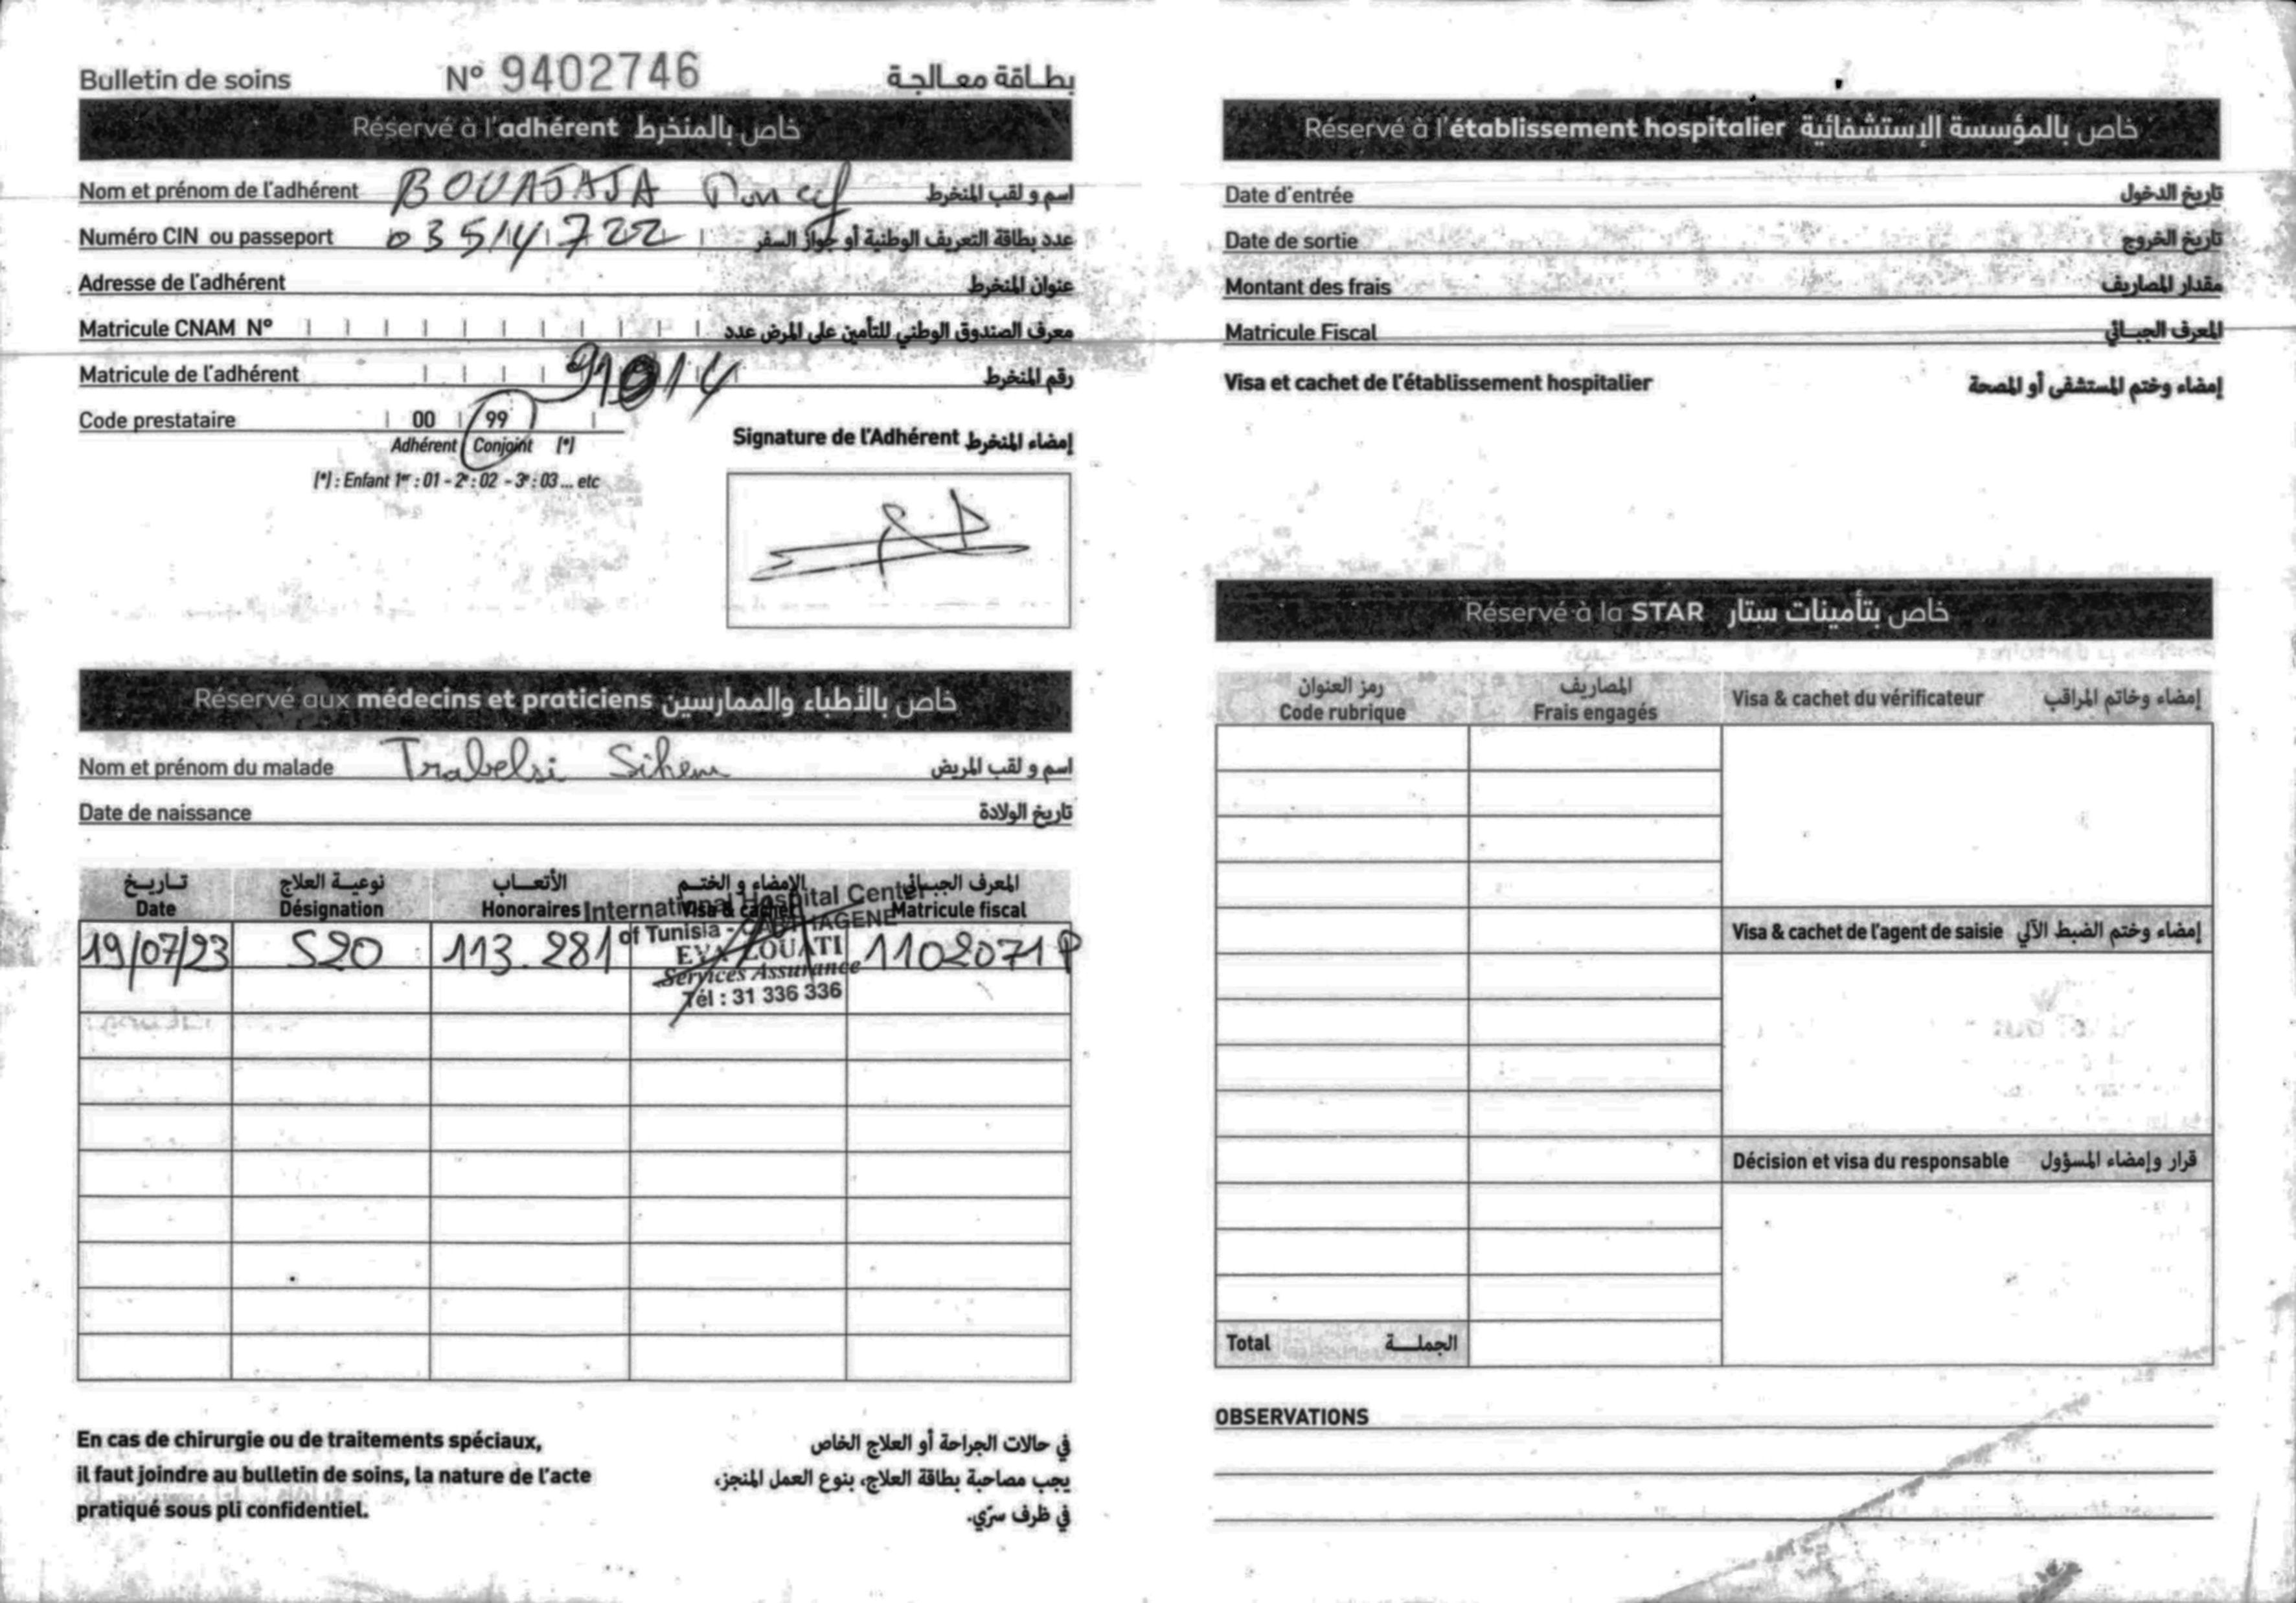 Bulletin de soins N° 9402746 بطاقة معالجة
Réservé à l'adhérent خاص بالمنخرط
Nom et prénom de l'adhérent BOUAJAJA Moncef اسم و لقب المنخرط
Numéro CIN ou passeport 03514722 عدد بطاقة التعريف الوطنية أو جواز السفر
Adresse de l'adhérent عنوان المنخرط
Matricule CNAM N° معرف الصندوق الوطني للتأمين على المرض عدد
Matricule de l'adhérent 91014 رقم المنخرط
Code prestataire 00 99
Adhérent Conjoint (*)
(*) : Enfant 1er : 01 - 2e : 02 - 3e : 03 ... etc
Signature de l'Adhérent إمضاء المنخرط
Réservé aux médecins et praticiens خاص بالأطباء والممارسين
Nom et prénom du malade Trabelsi Sihem اسم و لقب المريض
Date de naissance تاريخ الولادة
تاريخ نوعية العلاج الأتعاب الإمضاء و الختم المعرف الجبائي
Date Désignation Honoraires Visa & cachet Matricule fiscal
19/07/23 S20 113.281 1102071P
International Hospital Center
of Tunisia - CARTHAGENE
EVA ZOUATI
Services Assurance
Tél : 31 336 336
En cas de chirurgie ou de traitements spéciaux,
il faut joindre au bulletin de soins, la nature de l'acte
pratiqué sous pli confidentiel.
في حالات الجراحة أو العلاج الخاص
يجب مصاحبة بطاقة العلاج، بنوع العمل المنجز،
في ظرف سرّي.
Réservé à l'établissement hospitalier خاص بالمؤسسة الإستشفائية
Date d'entrée تاريخ الدخول
Date de sortie تاريخ الخروج
Montant des frais مقدار المصاريف
Matricule Fiscal المعرف الجبائي
Visa et cachet de l'établissement hospitalier إمضاء وختم المستشفى أو المصحة
Réservé à la STAR خاص بتأمينات ستار
رمز العنوان المصاريف
Code rubrique Frais engagés Visa & cachet du vérificateur إمضاء وخاتم المراقب
Visa & cachet de l'agent de saisie إمضاء وختم الضبط الآلي
Décision et visa du responsable قرار وإمضاء المسؤول
Total الجملة
OBSERVATIONS